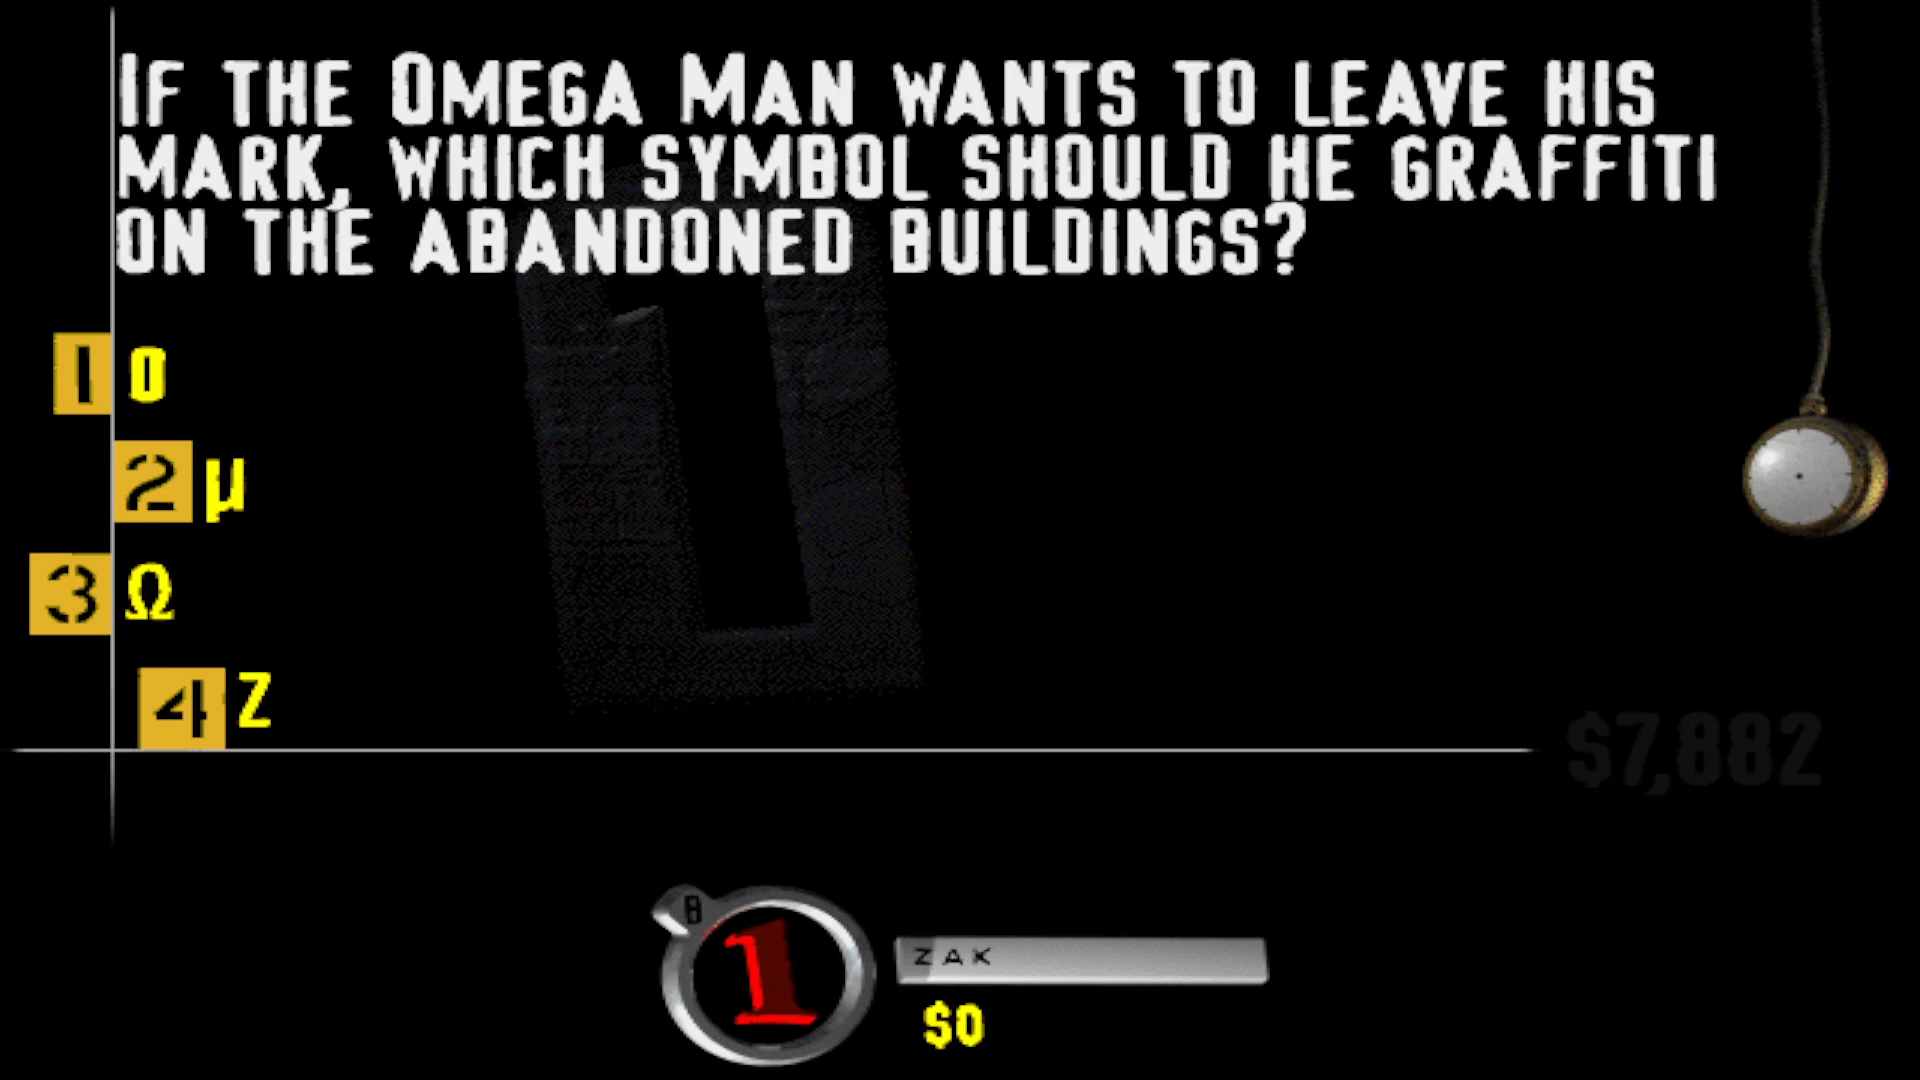 If the Omega Man wants to leave his
mark, which symbol should he graffiti
on the abandoned buildings?
1 O
2 μ
3 Ω
4 Z
$7,882
B
1
ZAK
$0